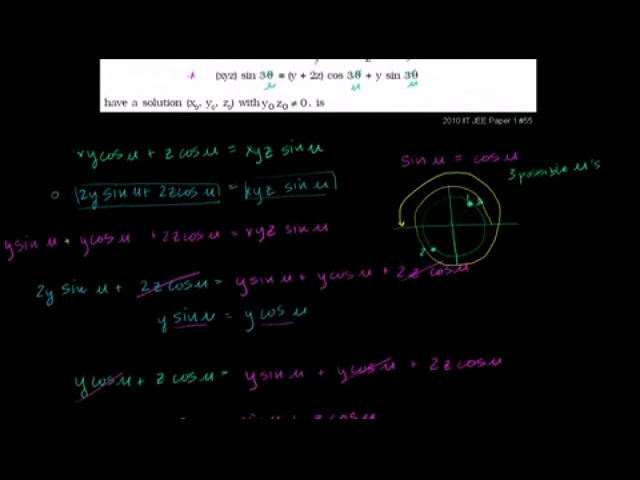 (xyz) sin 3θ = (y + 2z) cos 3θ + y sin 3θ
μ μ μ
have a solution (x₀, y₀, z₀) with y₀ z₀ ≠ 0, is
2010 IIT JEE Paper 1 #55
y cos μ + z cos μ = xyz sin μ
sin μ = cos μ
3 possible μ's
2y sin μ + 2z cos μ = xyz sin μ
y sin μ + y cos μ + 2z cos μ = xyz sin μ
2y sin μ + 2z cos μ = y sin μ + y cos μ + 2z cos μ
y sin μ = y cos μ
y cos μ + z cos μ = y sin μ + y cos μ + 2z cos μ